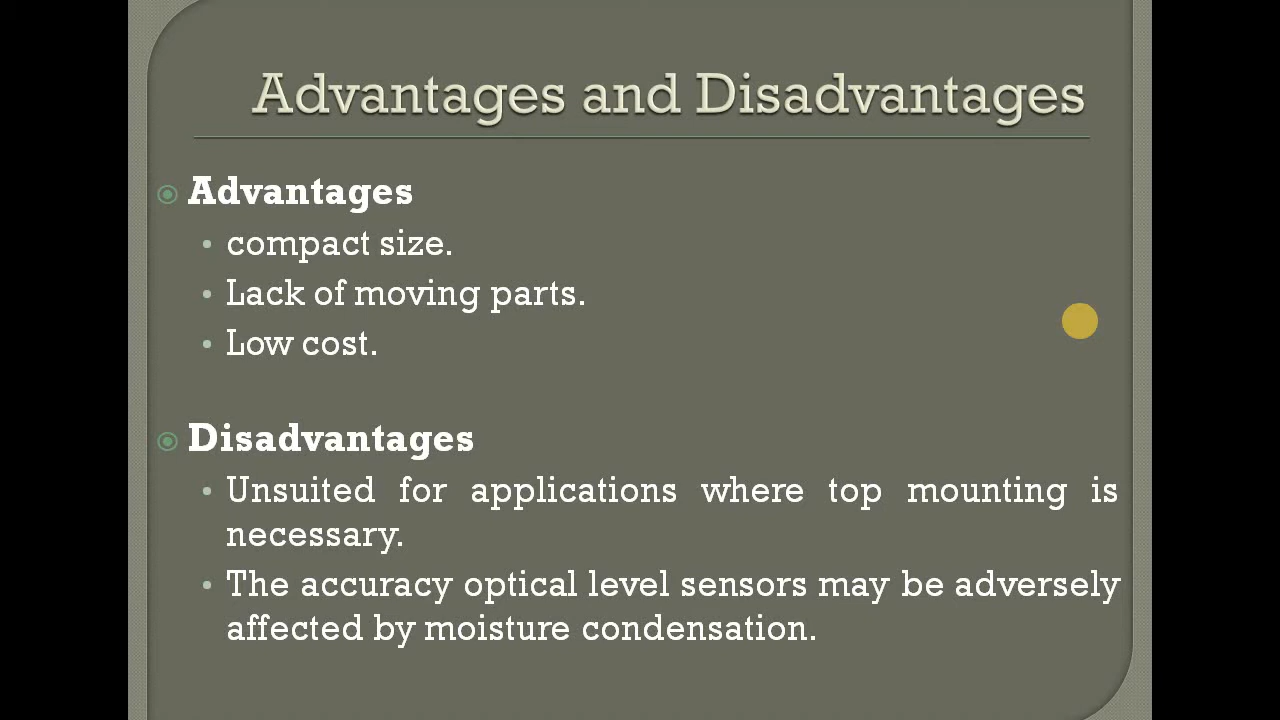 Advantages and Disadvantages
Advantages
compact size.
Lack of moving parts.
Low cost.
Disadvantages
Unsuited for applications where top mounting is
necessary.
The accuracy optical level sensors may be adversely
affected by moisture condensation.